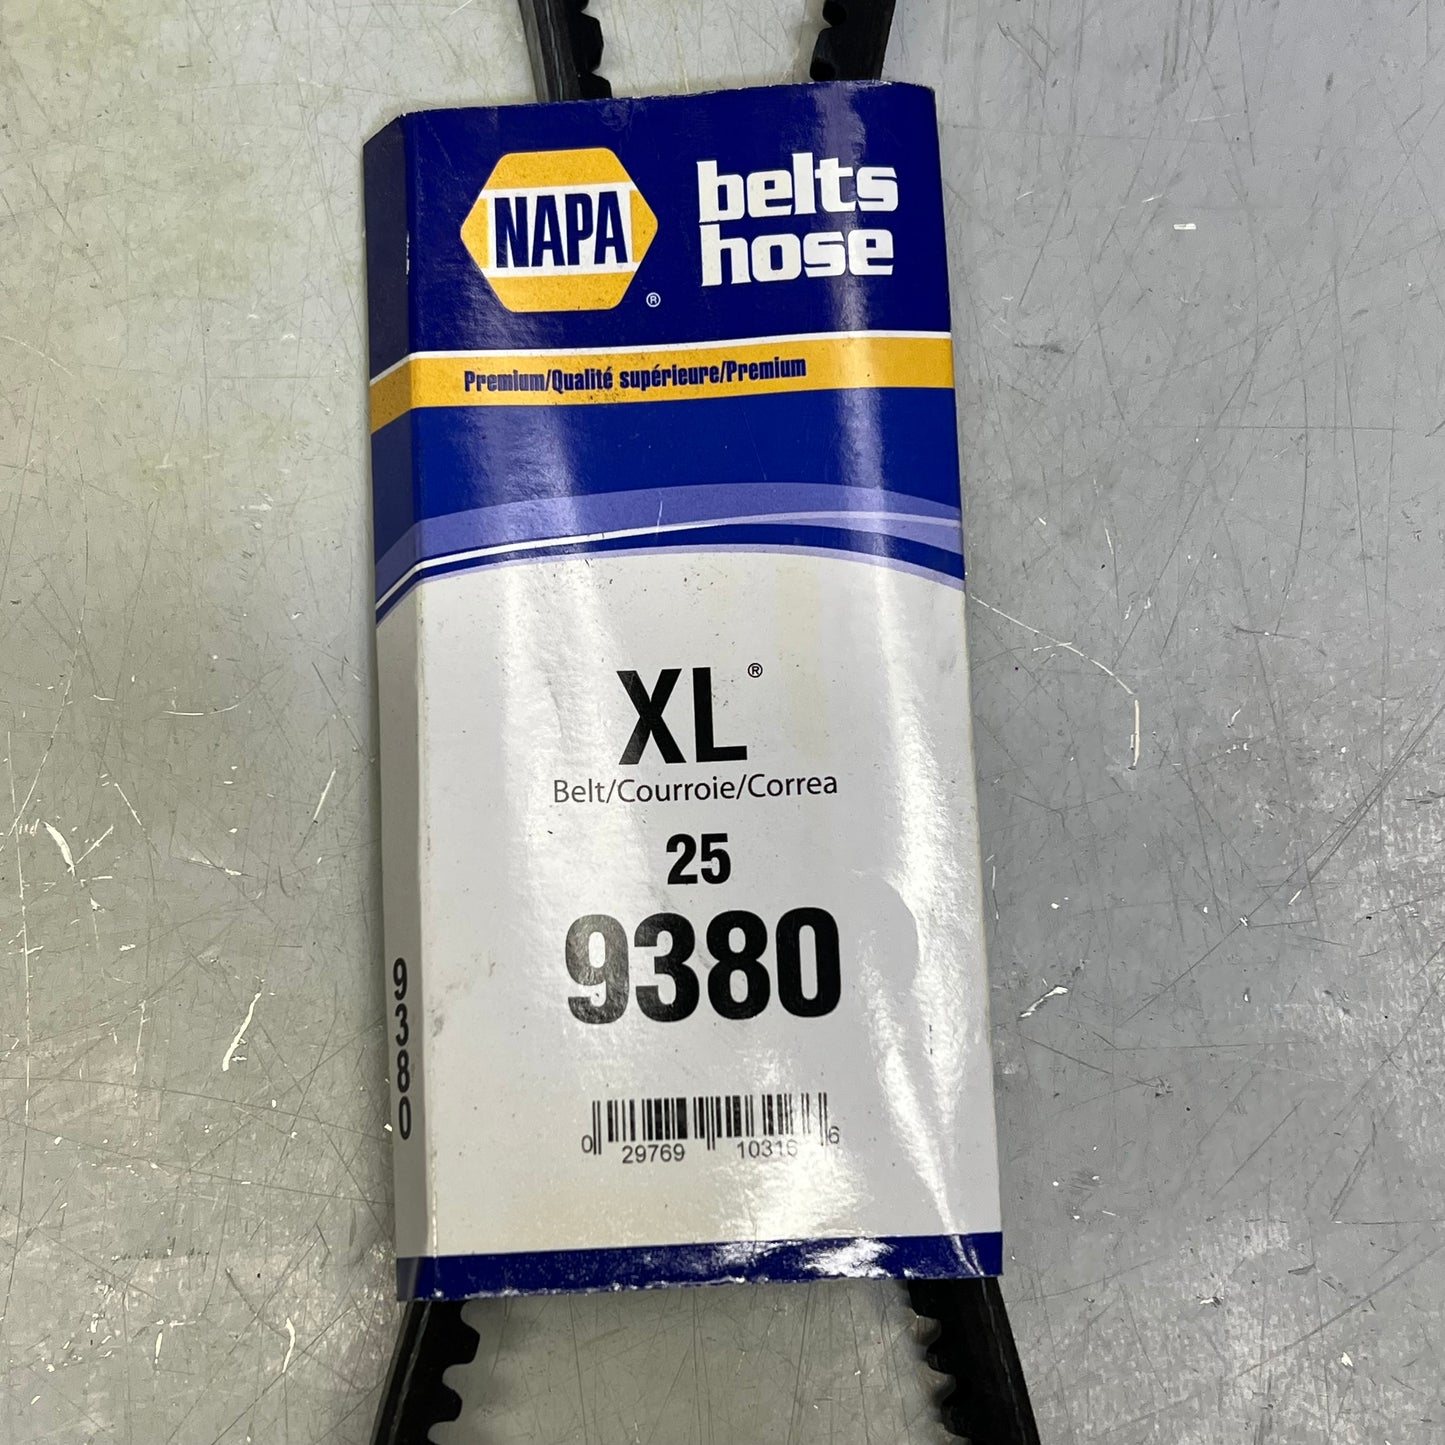 NAPA
®
belts
hose
Premium/Qualité supérieure/Premium
XL®
Belt/Courroie/Correa
25
9380
9380
0 29769 10316 6